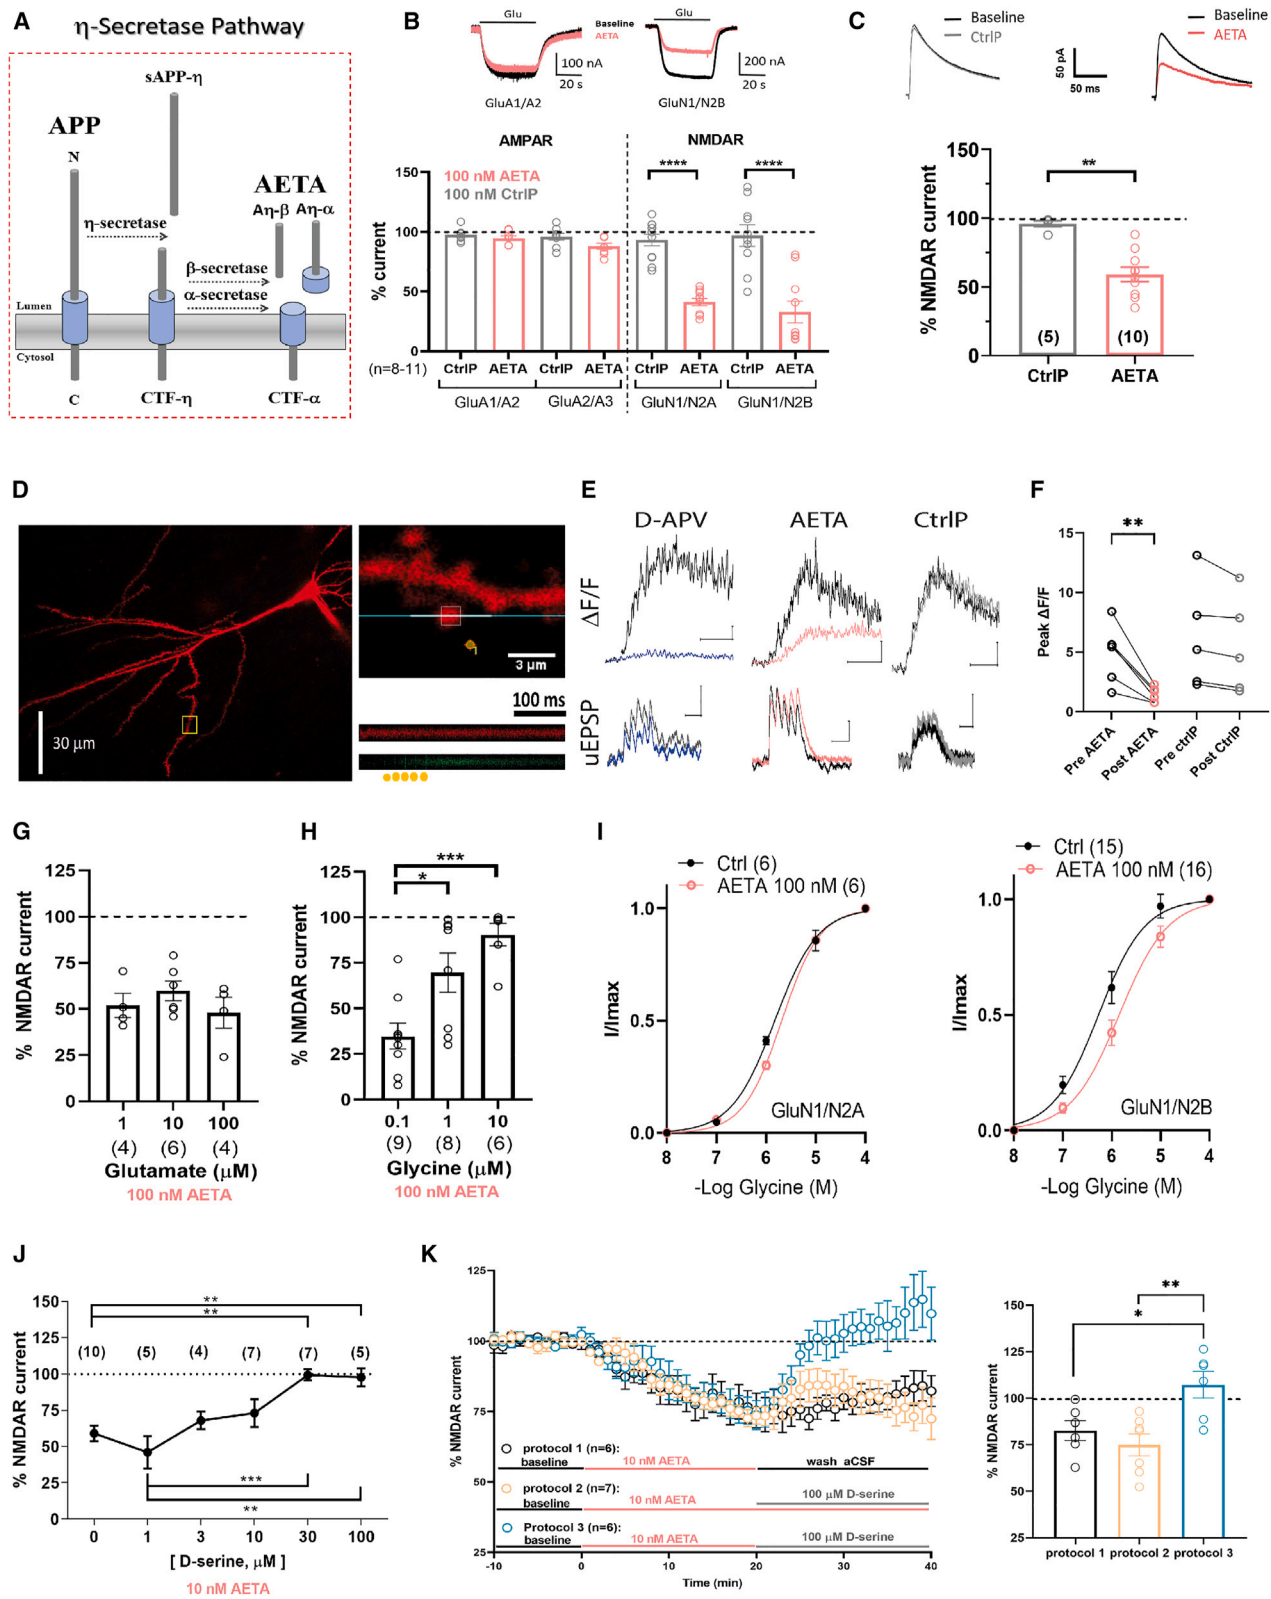 A
η-Secretase Pathway
sAPP-η
APP
N
AETA
Aη-β Aη-α
η-secretase
β-secretase
α-secretase
Lumen
Cytosol
C
CTF-η
CTF-α
B
Glu
Baseline
AETA
100 nA
20 s
GluA1/A2
Glu
200 nA
20 s
GluN1/N2B
AMPAR
NMDAR
100 nM AETA
100 nM CtrlP
****
****
% current
150
100
50
0
(n=8-11)
CtrlP AETA CtrlP AETA CtrlP AETA CtrlP AETA
GluA1/A2 GluA2/A3 GluN1/N2A GluN1/N2B
C
Baseline
CtrlP
50 pA
50 ms
Baseline
AETA
% NMDAR current
150
100
50
0
**
(5)
(10)
CtrlP AETA
D
30 μm
1
3 μm
100 ms
E
D-APV AETA CtrlP
ΔF/F
uEPSP
F
Peak ΔF/F
15
10
5
0
**
Pre AETA
Post AETA
Pre ctrlP
Post CtrlP
G
% NMDAR current
125
100
75
50
25
0
1 10 100
(4) (6) (4)
Glutamate (μM)
100 nM AETA
H
% NMDAR current
125
100
75
50
25
0
***
*
0.1 1 10
(9) (8) (6)
Glycine (μM)
100 nM AETA
I
Ctrl (6)
AETA 100 nM (6)
I/Imax
1.0
0.5
0.0
8 7 6 5 4
GluN1/N2A
-Log Glycine (M)
Ctrl (15)
AETA 100 nM (16)
I/Imax
1.0
0.5
0.0
8 7 6 5 4
GluN1/N2B
-Log Glycine (M)
J
% NMDAR current
150
125
100
75
50
25
0
**
**
(10) (5) (4) (7) (7) (5)
***
**
0 1 3 10 30 100
[ D-serine, μM ]
10 nM AETA
K
% NMDAR current
125
100
75
50
25
protocol 1 (n=6):
baseline
10 nM AETA
wash aCSF
protocol 2 (n=7):
baseline
10 nM AETA
100 μM D-serine
Protocol 3 (n=6):
baseline
10 nM AETA
100 μM D-serine
-10 0 10 20 30 40
Time (min)
% NMDAR current
150
125
100
75
50
25
**
*
protocol 1 protocol 2 protocol 3